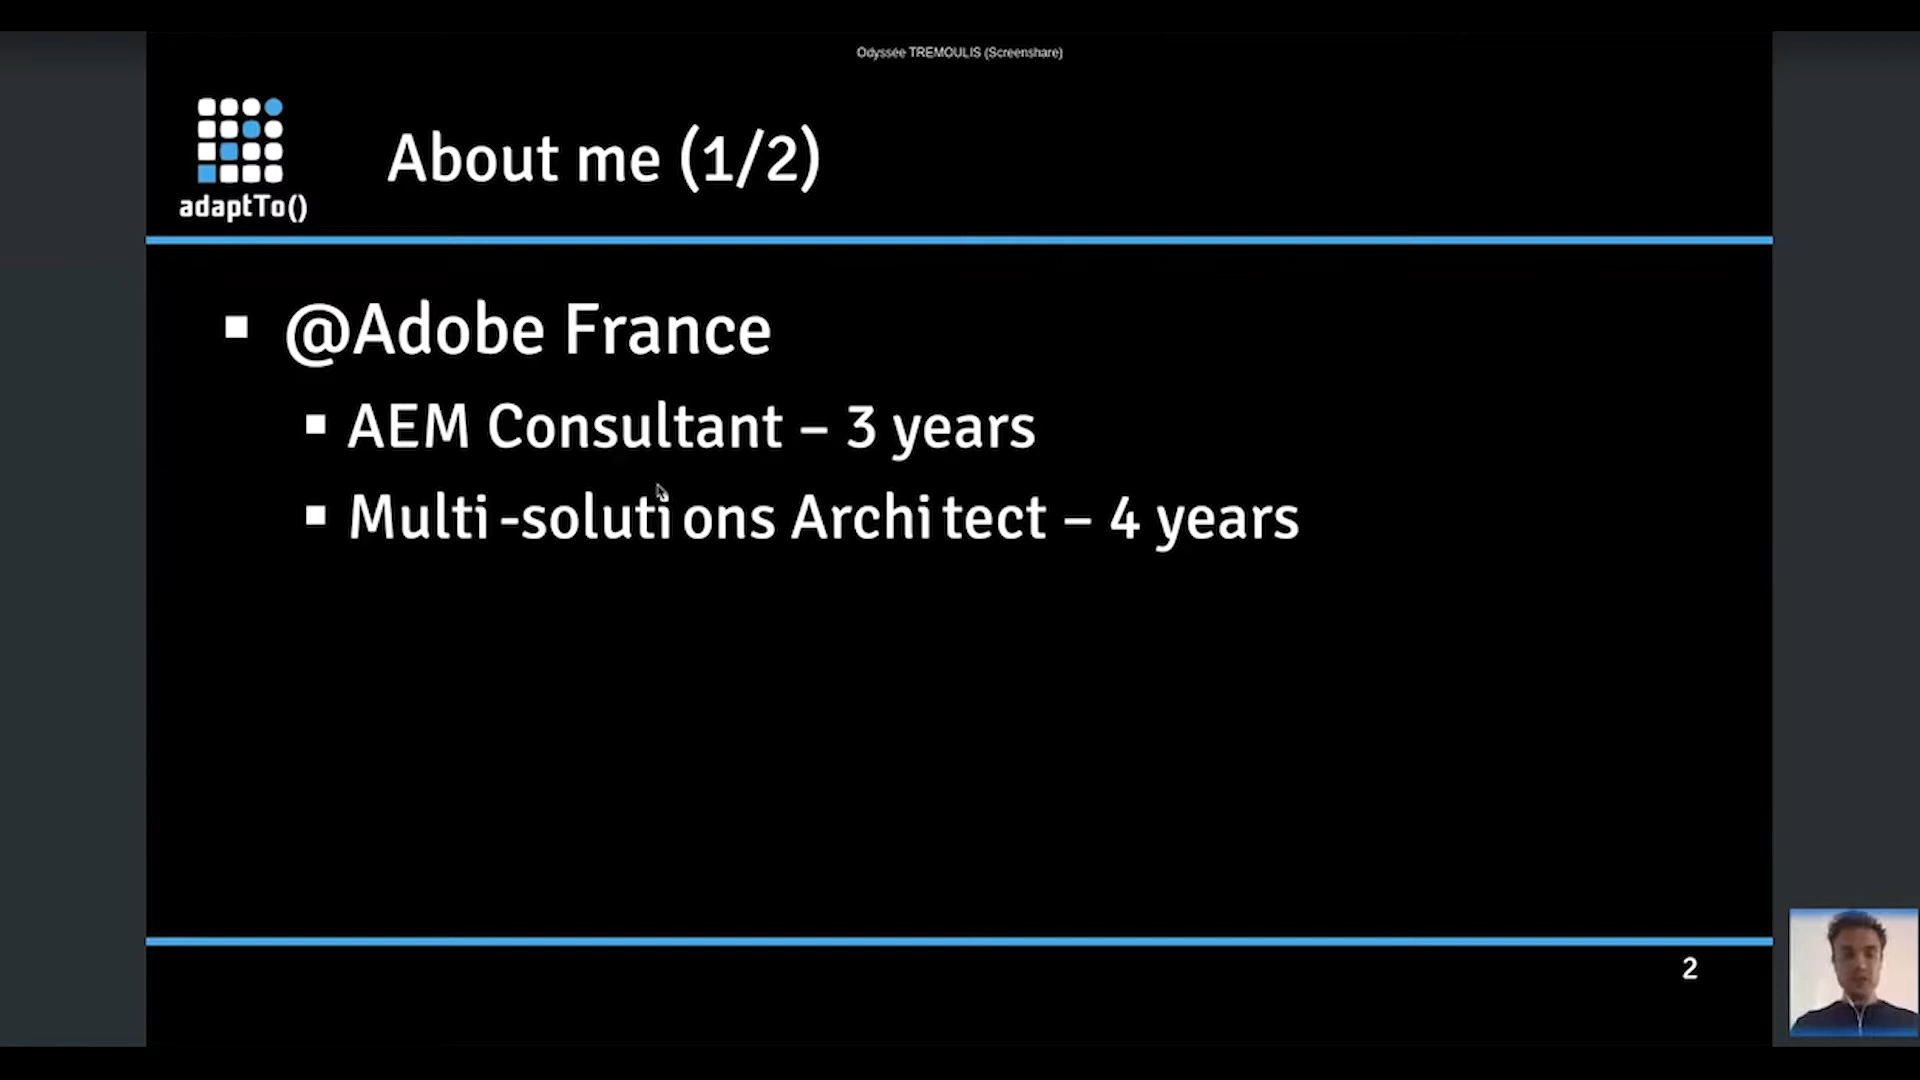 Odyssée TREMOULIS (Screenshare)
adaptTo()
About me (1/2)
@Adobe France
AEM Consultant – 3 years
Multi-solutions Architect – 4 years
2